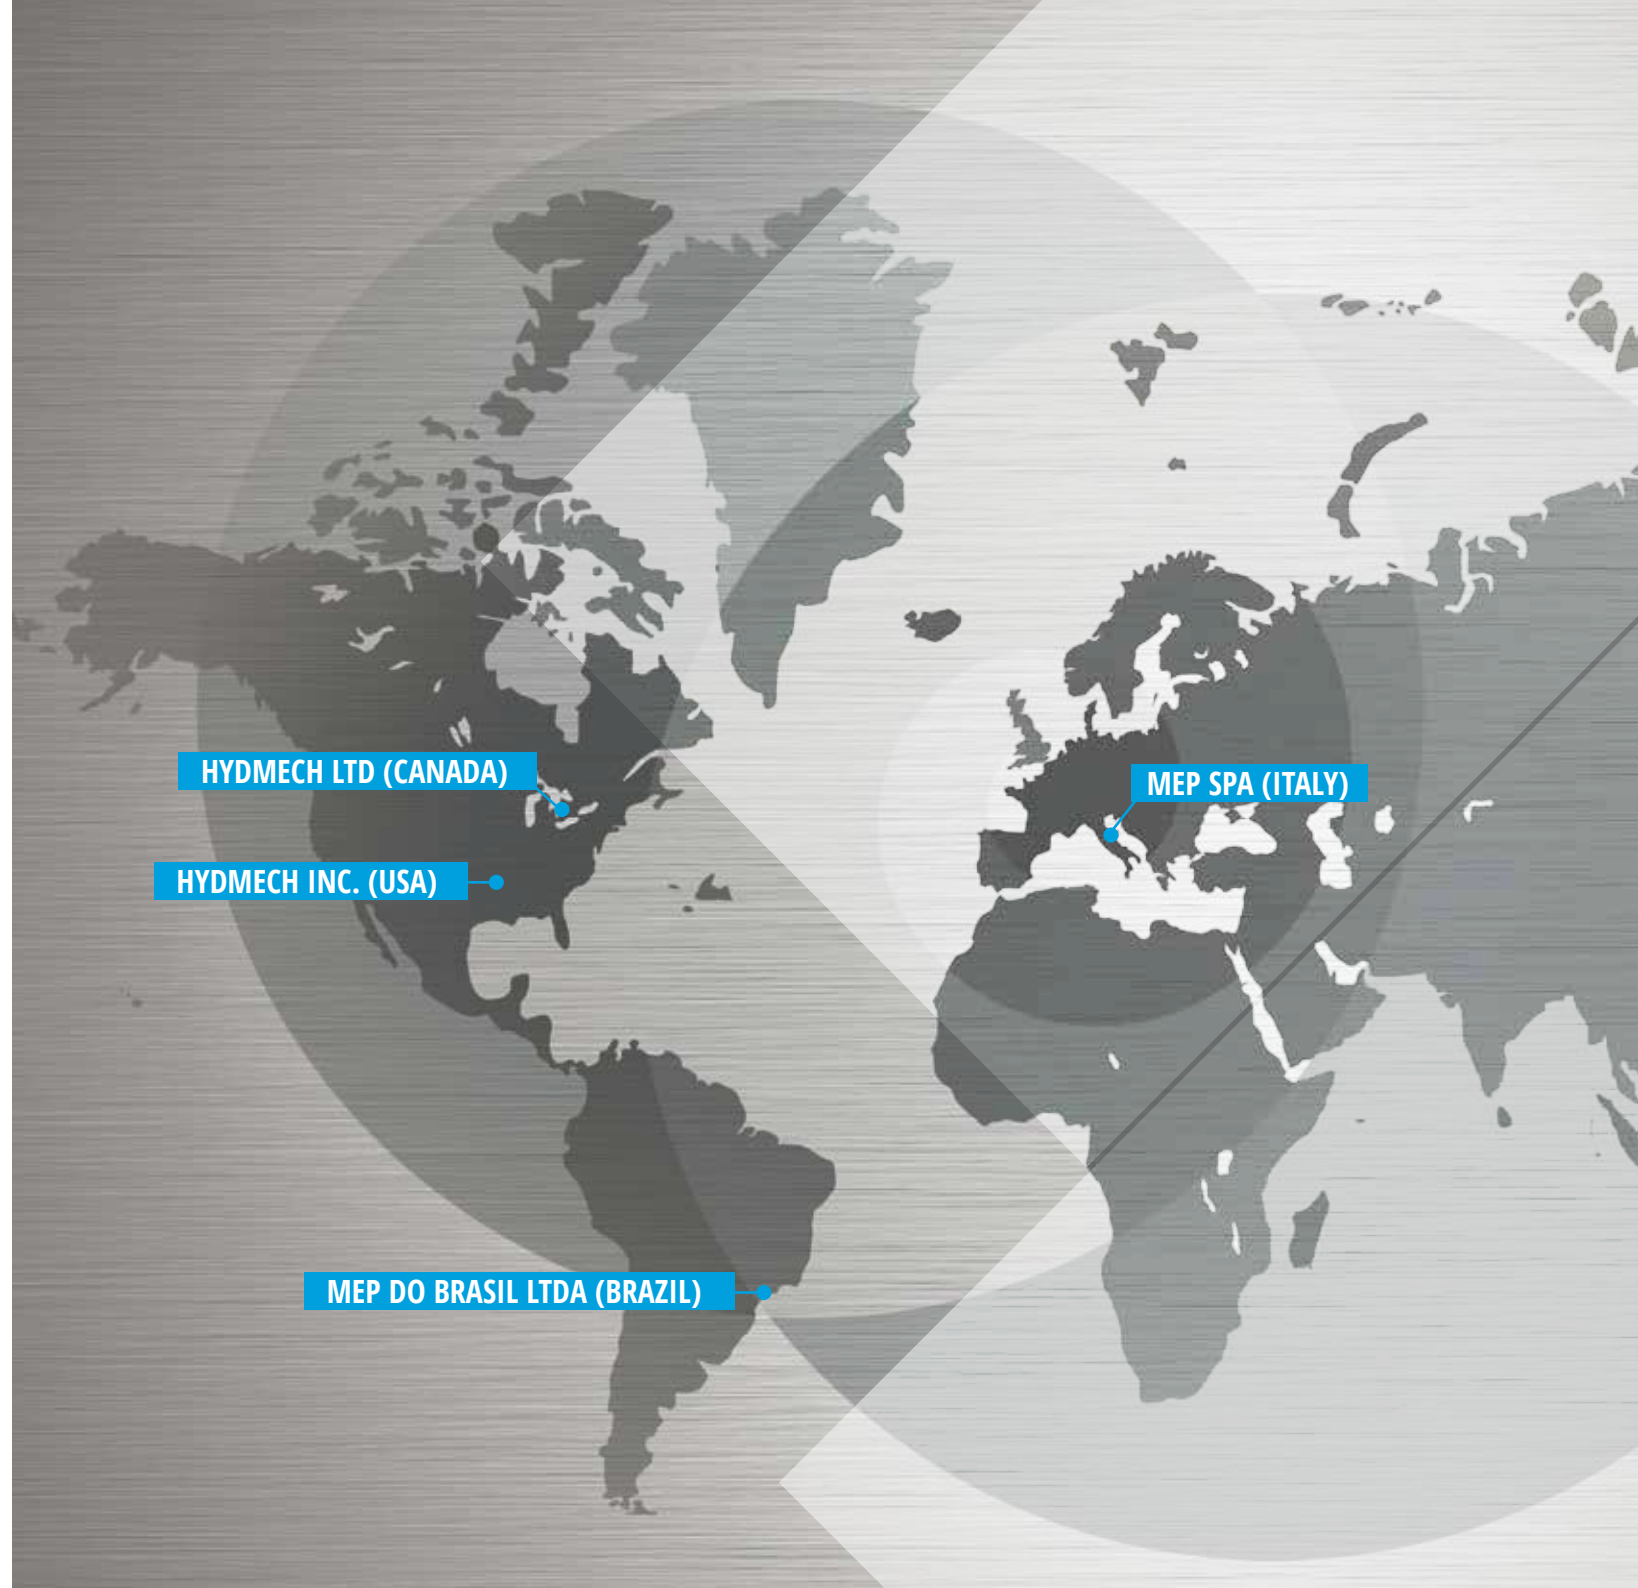 HYDMECH LTD (CANADA)
MEP SPA (ITALY)
HYDMECH INC. (USA)
MEP DO BRASIL LTDA (BRAZIL)